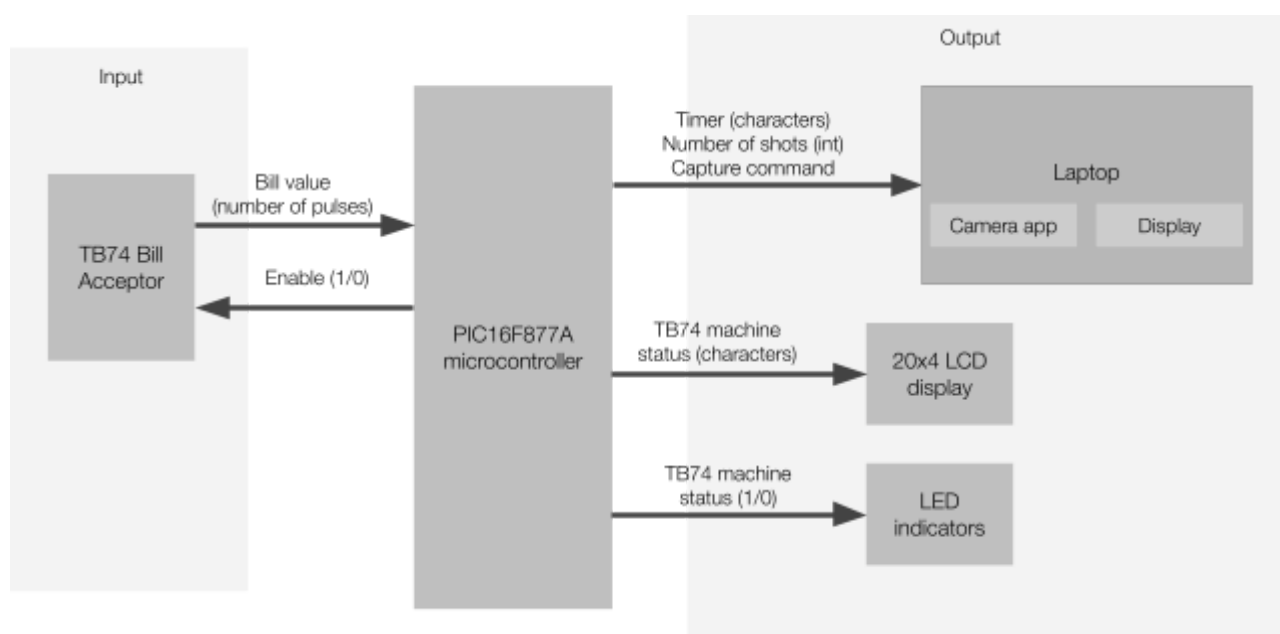 Output
Input
Timer (characters)
Number of shots (int)
Capture command
Laptop
Camera app
Display
Bill value
(number of pulses)
TB74 Bill
Acceptor
Enable (1/0)
PIC16F877A
microcontroller
TB74 machine
status (characters)
20x4 LCD
display
TB74 machine
status (1/0)
LED
indicators